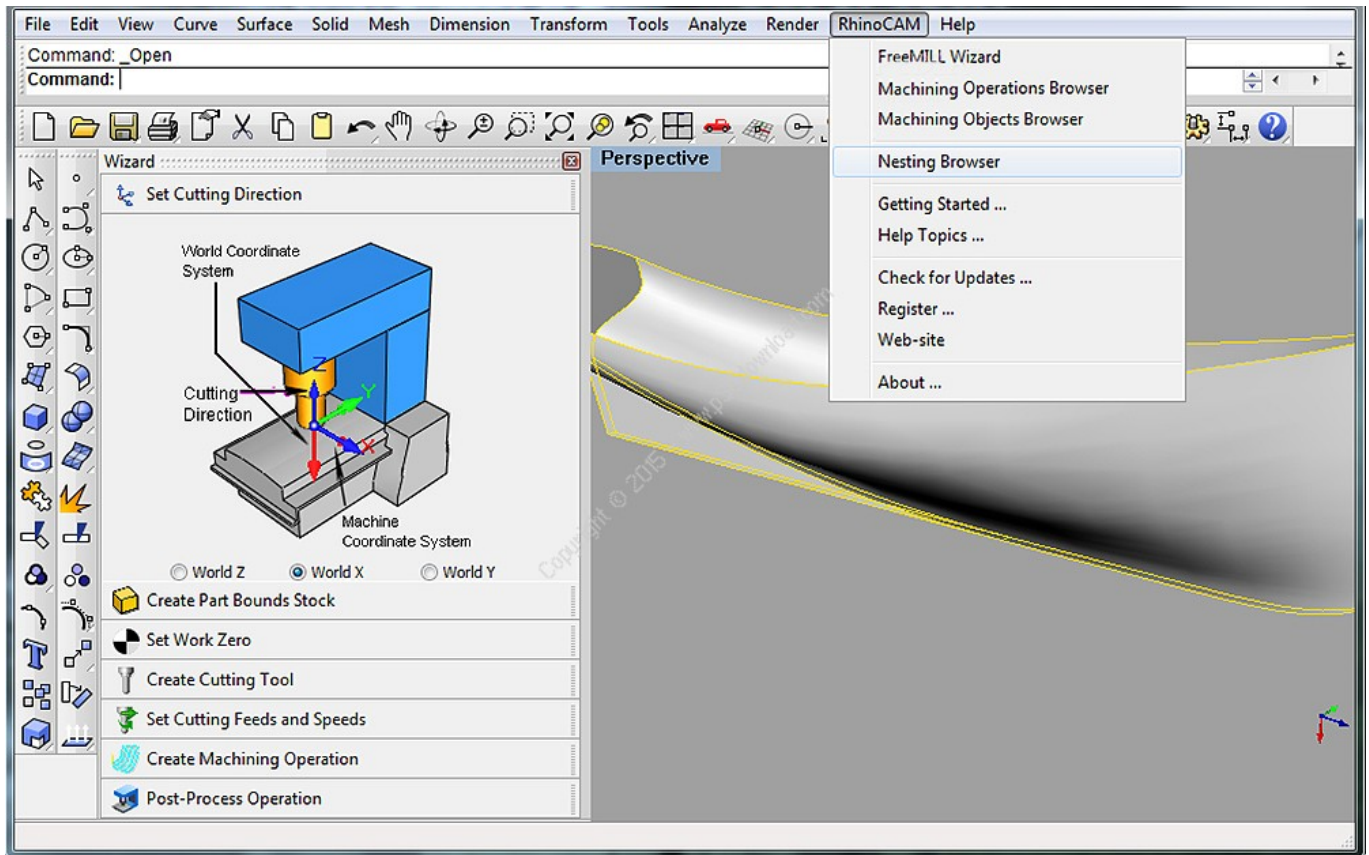 File Edit View Curve Surface Solid Mesh Dimension Transform Tools Analyze Render RhinoCAM Help
Command: _Open
Command:
FreeMILL Wizard
Machining Operations Browser
Machining Objects Browser
Nesting Browser
Getting Started ...
Help Topics ...
Check for Updates ...
Register ...
Web-site
About ...
Wizard
Perspective
Set Cutting Direction
World Coordinate
System
Z
Y
X
Cutting
Direction
Machine
Coordinate System
World Z World X World Y
Create Part Bounds Stock
Set Work Zero
Create Cutting Tool
Set Cutting Feeds and Speeds
Create Machining Operation
Post-Process Operation
Copyright © 2015